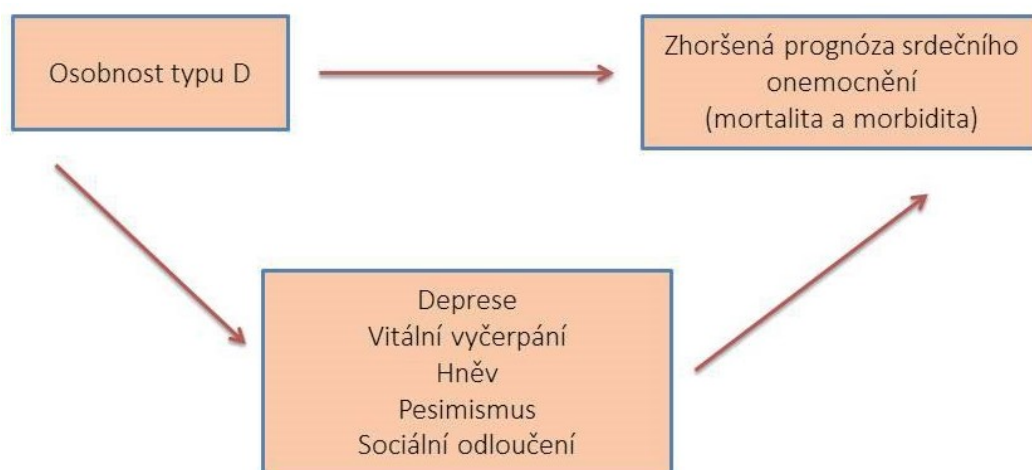 Osobnost typu D
Zhoršená prognóza srdečního
onemocnění
(mortalita a morbidita)
Deprese
Vitální vyčerpání
Hněv
Pesimismus
Sociální odloučení